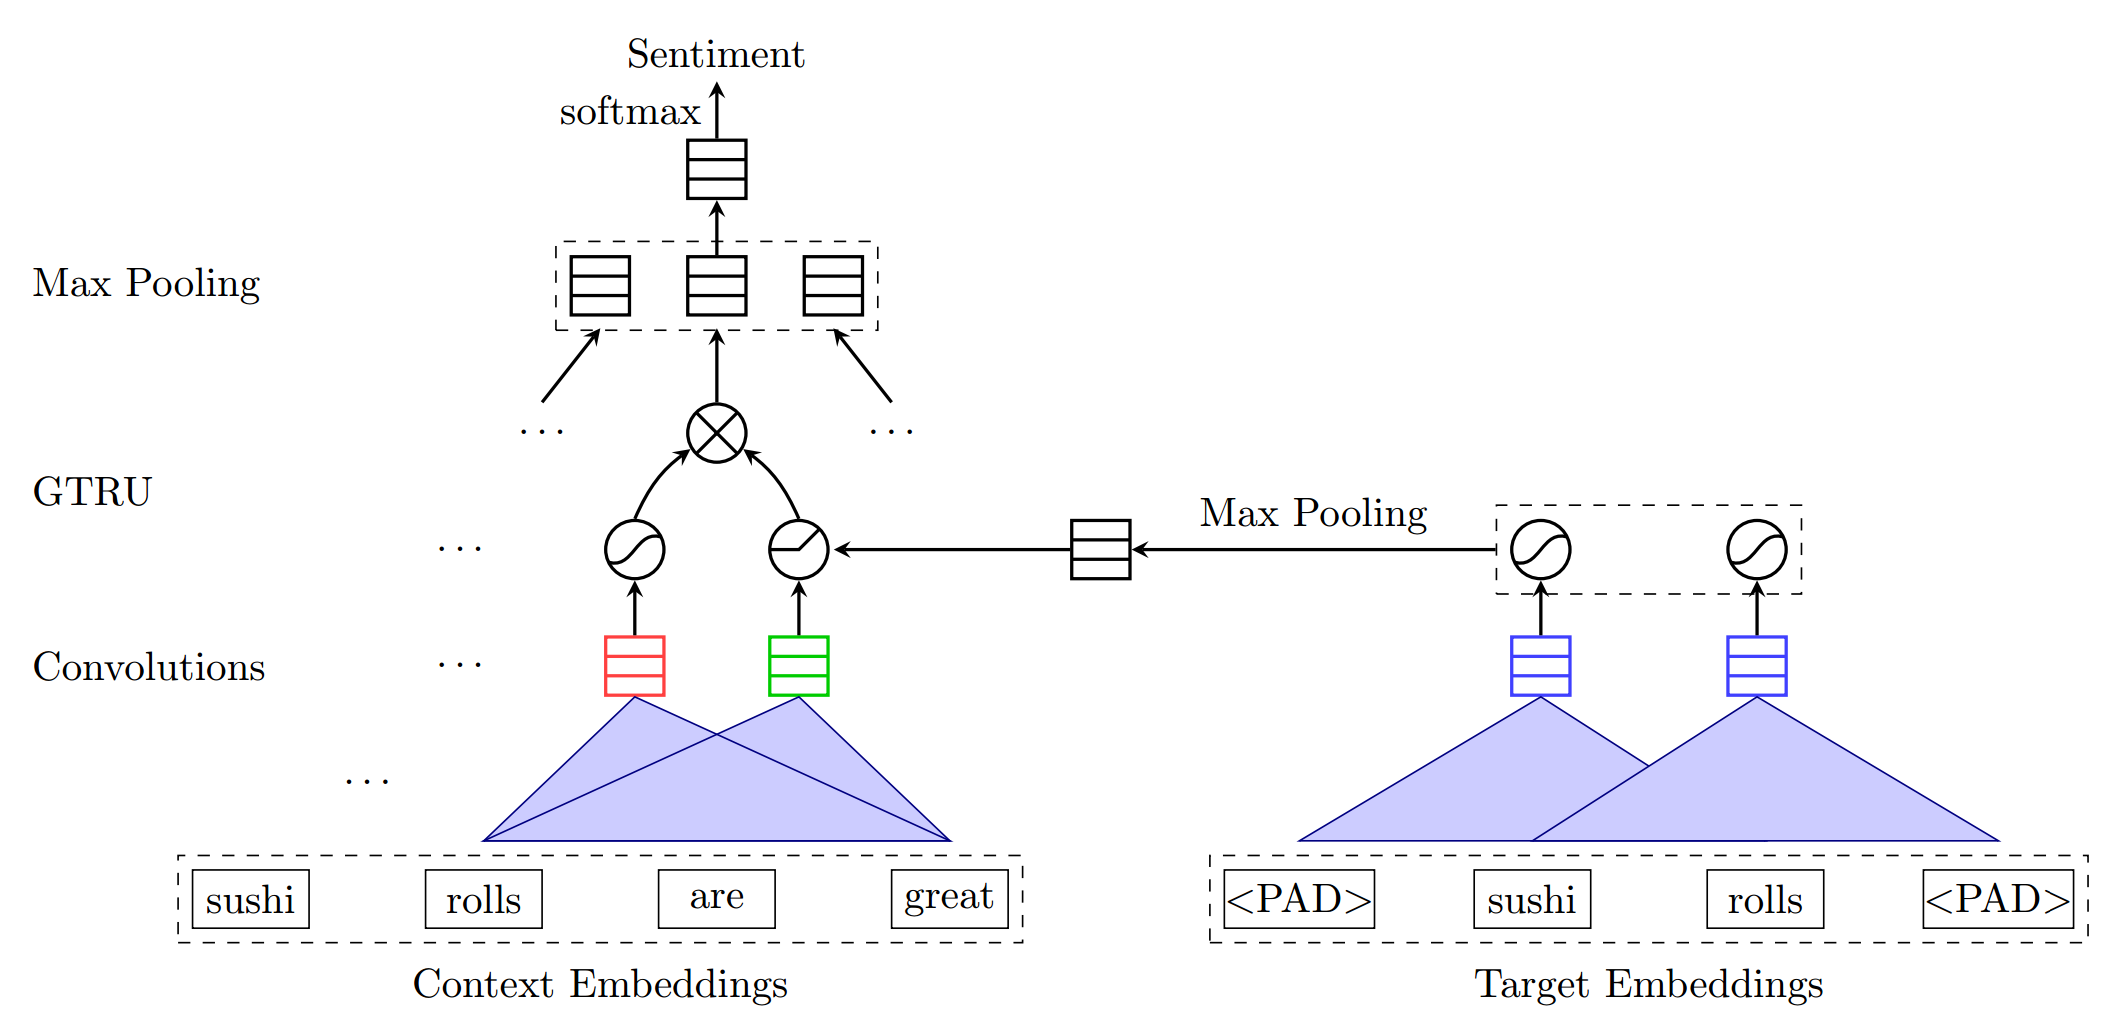 Sentiment
softmax
Max Pooling
... ...
GTRU
Max Pooling
...
Convolutions
...
...
sushi rolls are great
<PAD> sushi rolls <PAD>
Context Embeddings
Target Embeddings